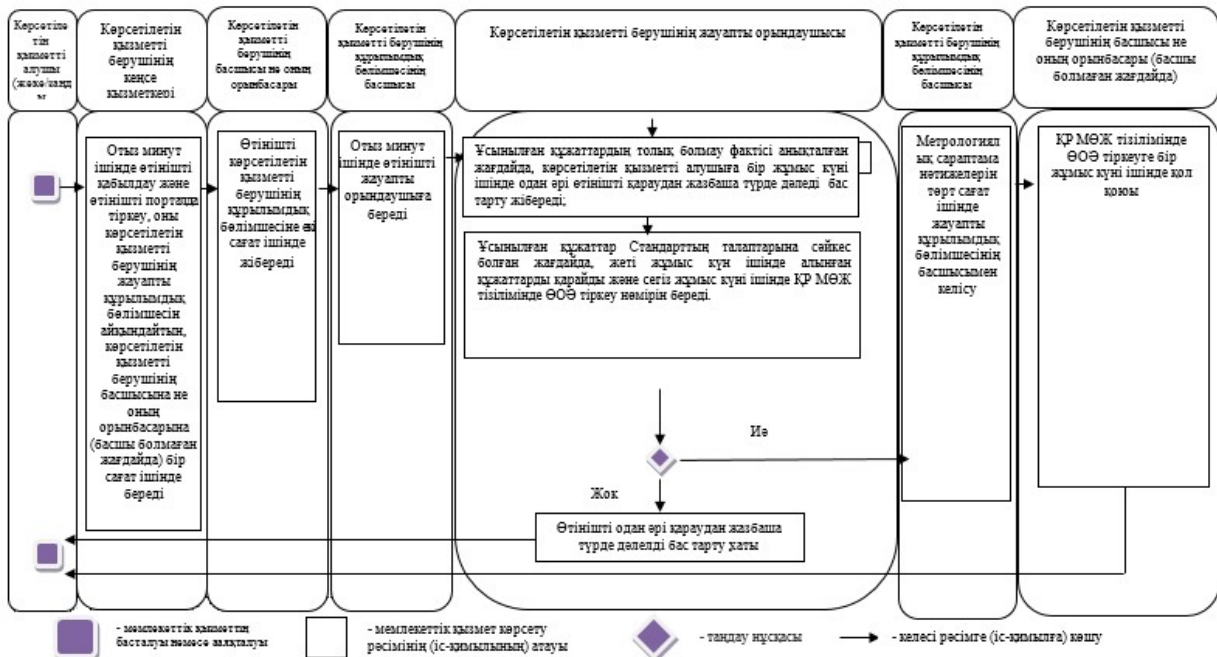 Көрсетіле
тін
қызметті
алушы
(жеке/заңд
ы
Көрсетілетін
қызметті
берушінің
кеңсе
қызметкері
Көрсетілетін
қызметті
берушінің
басшысы не оның
орынбасары
Көрсетілетін
қызметті берушінің
құрылымдық
бөлімшесінің
басшысы
Көрсетілетін қызметті берушінің жауапты орындаушысы
Көрсетілетін
қызметті берушінің
құрылымдық
бөлімшесінің
басшысы
Көрсетілетін қызметті
берушінің басшысы не
оның орынбасары (басшы
болмаған жағдайда)
Отыз минут
ішінде өтінішті
қабылдау және
өтінішті порталда
тіркеу, оны
көрсетілетін
қызметті
берушінің
жауапты
құрылымдық
бөлімшесін
айқындайтын,
көрсетілетін
қызметті
берушінің
басшысына не
оның
орынбасарына
(басшы болмаған
жағдайда) бір
сағат ішінде
береді
Өтінішті
көрсетілетін
қызметті
берушінің
құрылымдық
бөлімшесіне екі
сағат ішінде
жібереді
Отыз минут
ішінде өтінішті
жауапты
орындаушыға
береді
Ұсынылған құжаттардың толық болмау фактісі анықталған
жағдайда, көрсетілетін қызметті алушыға бір жұмыс күні
ішінде одан әрі өтінішті қараудан жазбаша түрде дәлелді бас
тарту жібереді;
Ұсынылған құжаттар Стандарттың талаптарына сәйкес
болған жағдайда, жеті жұмыс күн ішінде алынған
құжаттарды қарайды және сегіз жұмыс күні ішінде ҚР МӨЖ
тізілімінде ӨОӘ тіркеу нөмірін береді.
Метрологиял
ық сараптама
нәтижелерін
төрт сағат
ішінде
жауапты
құрылымдық
бөлімшесінің
басшысымен
келісу
ҚР МӨЖ тізілімінде
ӨОӘ тіркеуге бір
жұмыс күні ішінде қол
қоюы
Иә
Жоқ
Өтінішті одан әрі қараудан жазбаша
түрде дәлелді бас тарту хаты
- мемлекеттік қызметтің
басталуы немесе аяқталуы
- мемлекеттік қызмет көрсету
рәсімінің (іс-қимылының) атауы
- таңдау нұсқасы
- келесі рәсімге (іс-қимылға) көшу